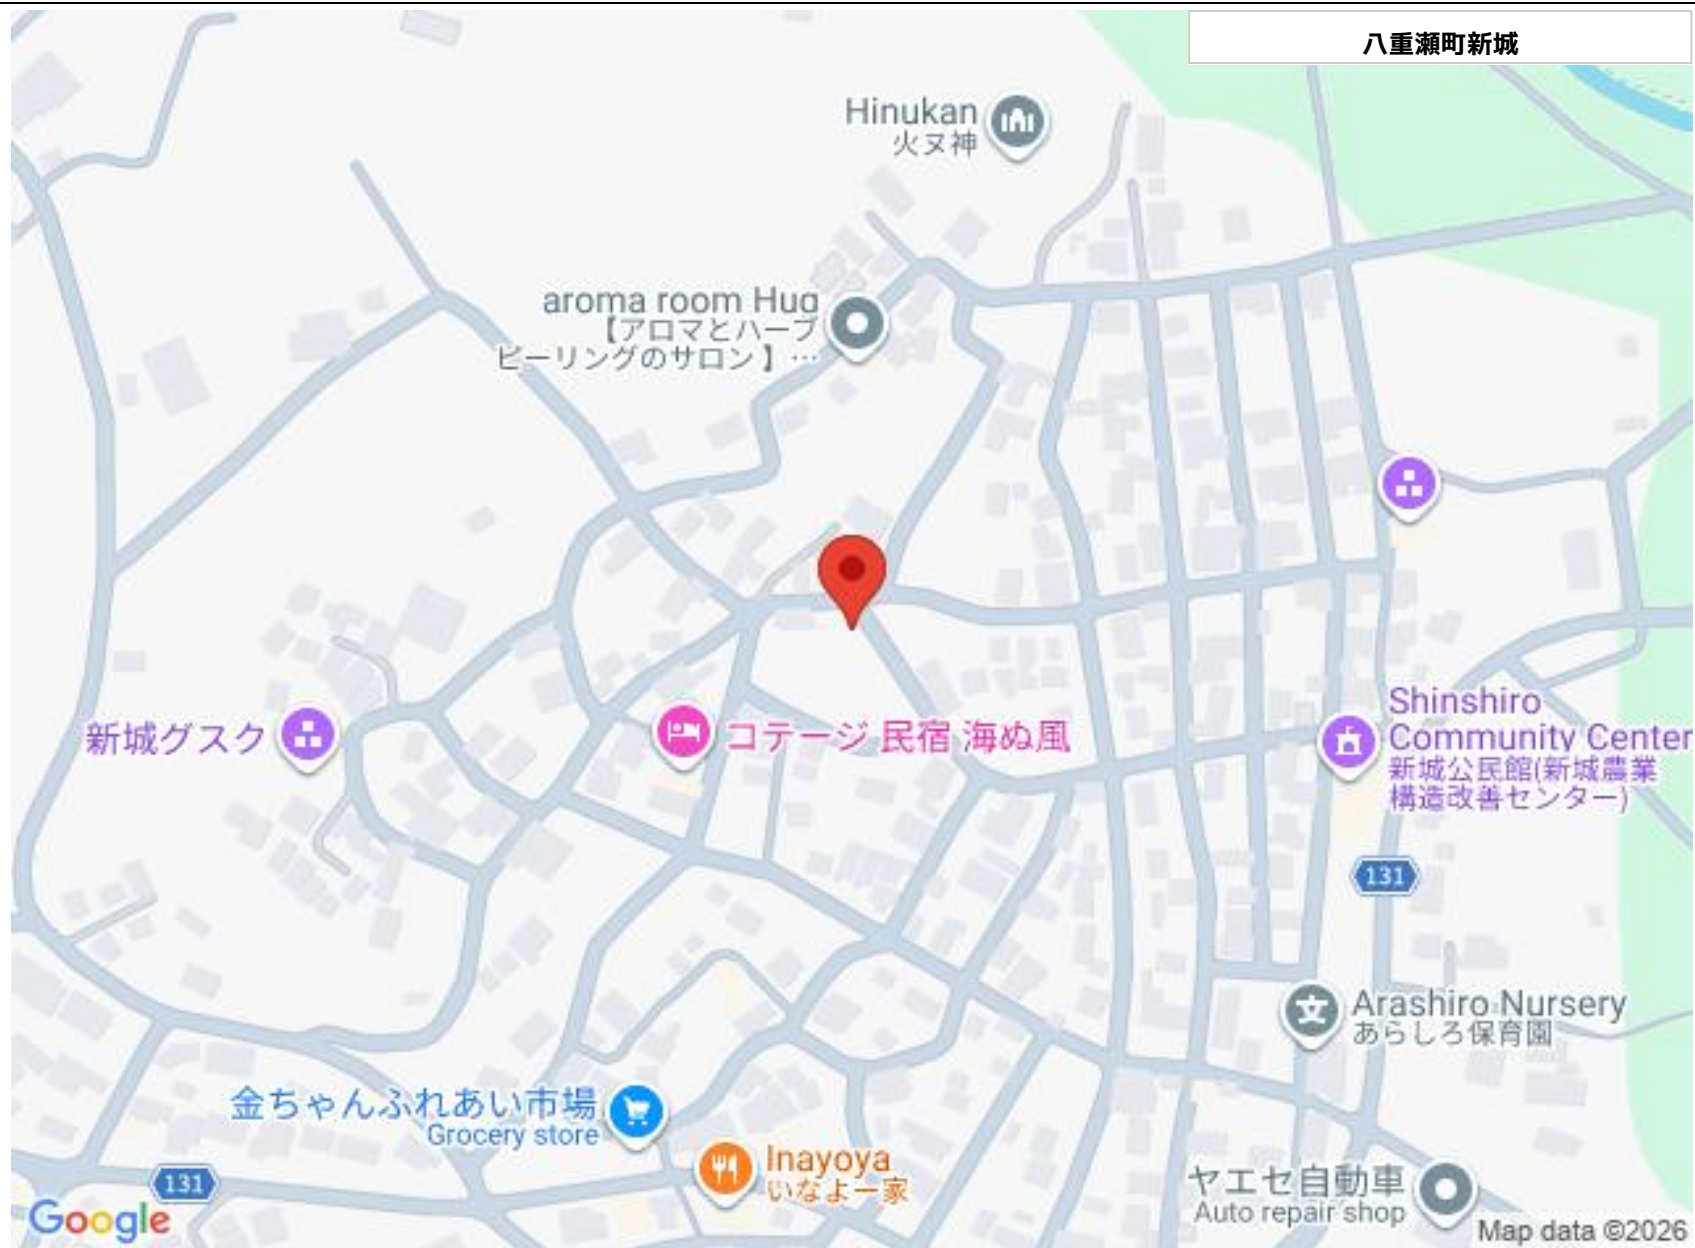 八重瀬町新城
Hinukan
火ヌ神
aroma room Hug
【アロマとハーブ
ピーリングのサロン】…
新城グスク
コテージ 民宿 海ぬ風
Shinshiro
Community Center
新城公民館(新城農業
構造改善センター)
131
Arashiro Nursery
あらしろ保育園
金ちゃんふれあい市場
Grocery store
131
Inayoya
いなよー家
ヤエセ自動車
Auto repair shop
Google
Map data ©2026